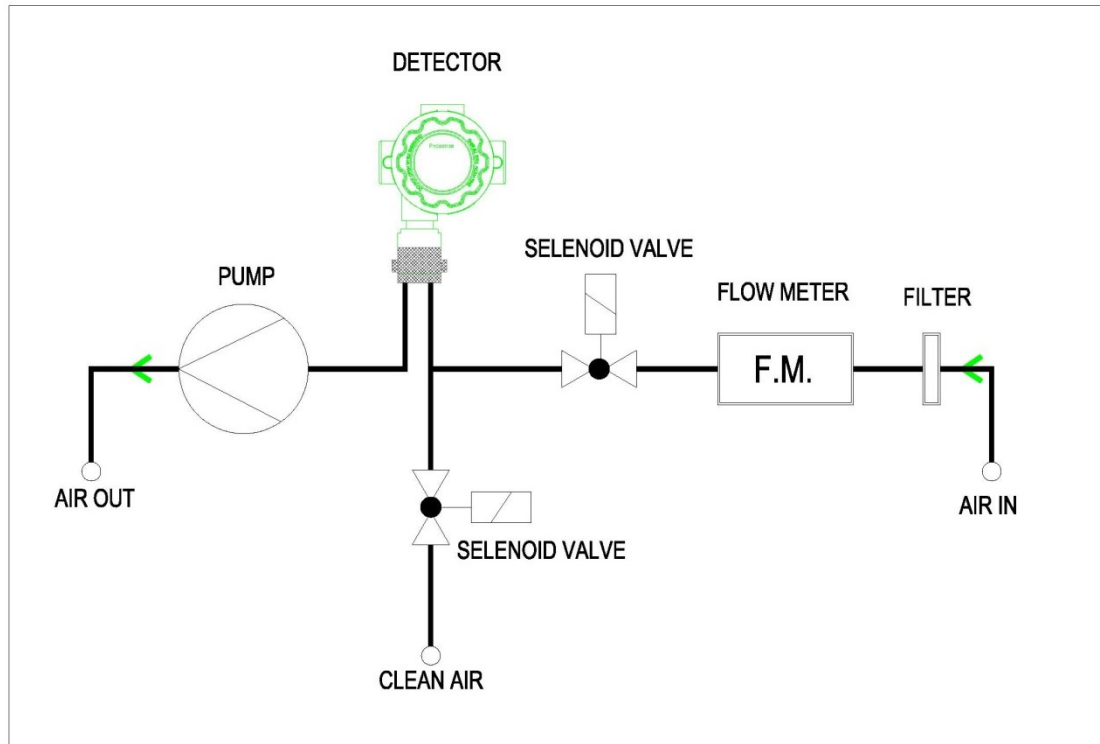 DETECTOR
SELENOID VALVE
PUMP
FLOW METER
FILTER
F.M.
AIR OUT
AIR IN
SELENOID VALVE
CLEAN AIR